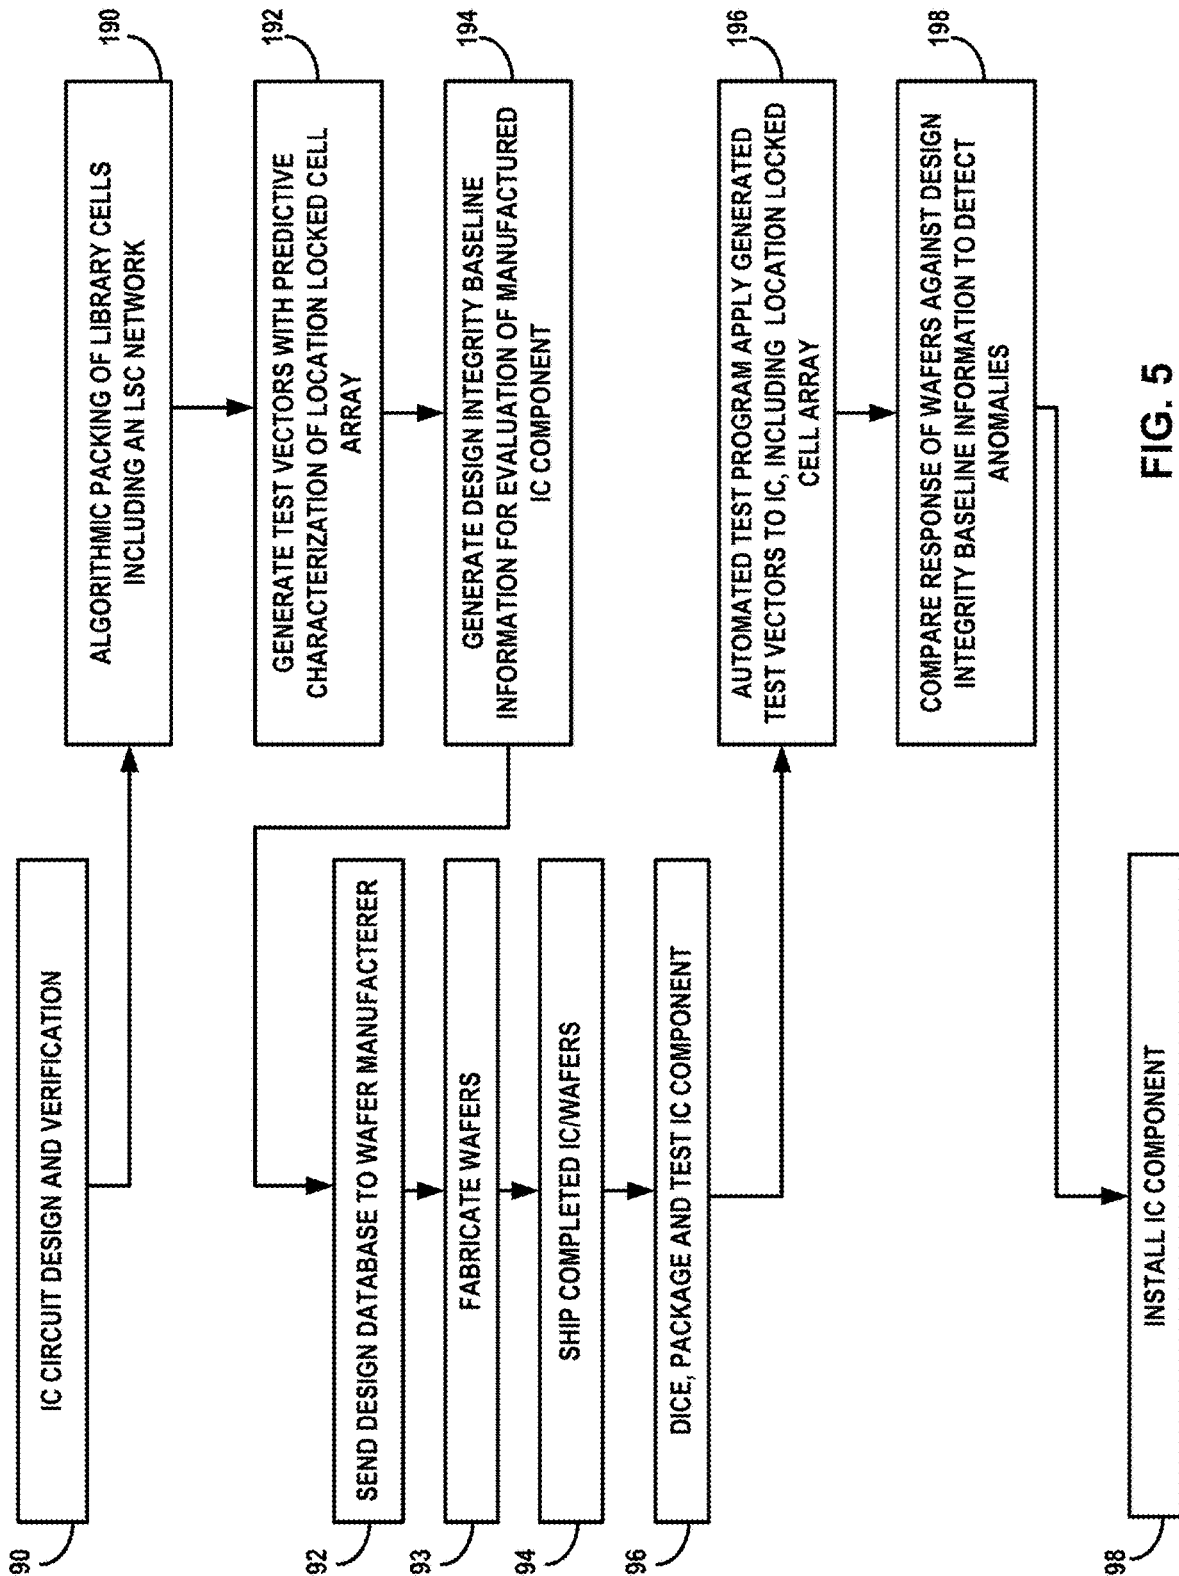 90
IC CIRCUIT DESIGN AND VERIFICATION
190
ALGORITHMIC PACKING OF LIBRARY CELLS
INCLUDING AN LSC NETWORK
192
GENERATE TEST VECTORS WITH PREDICTIVE
CHARACTERIZATION OF LOCATION LOCKED CELL
ARRAY
194
GENERATE DESIGN INTEGRITY BASELINE
INFORMATION FOR EVALUATION OF MANUFACTURED
IC COMPONENT
92
SEND DESIGN DATABASE TO WAFER MANUFACTERER
93
FABRICATE WAFERS
94
SHIP COMPLETED IC/WAFERS
96
DICE, PACKAGE AND TEST IC COMPONENT
196
AUTOMATED TEST PROGRAM APPLY GENERATED
TEST VECTORS TO IC, INCLUDING LOCATION LOCKED
CELL ARRAY
198
COMPARE RESPONSE OF WAFERS AGAINST DESIGN
INTEGRITY BASELINE INFORMATION TO DETECT
ANOMALIES
98
INSTALL IC COMPONENT
FIG. 5